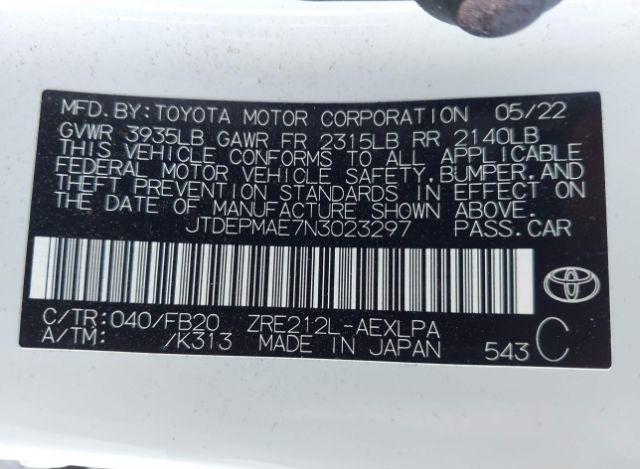 MFD.BY:TOYOTA MOTOR CORPORATION 05/22
GVWR 3935LB GAWR FR 2315LB RR 2140LB
THIS VEHICLE CONFORMS TO ALL APPLICABLE
FEDERAL MOTOR VEHICLE SAFETY,BUMPER,AND
THEFT PREVENTION STANDARDS IN EFFECT ON
THE DATE OF MANUFACTURE SHOWN ABOVE.
JTDEPMAE7N3023297 PASS.CAR
C/TR:040/FB20 ZRE212L-AEXLPA
A/TM: /K313 MADE IN JAPAN 543 C